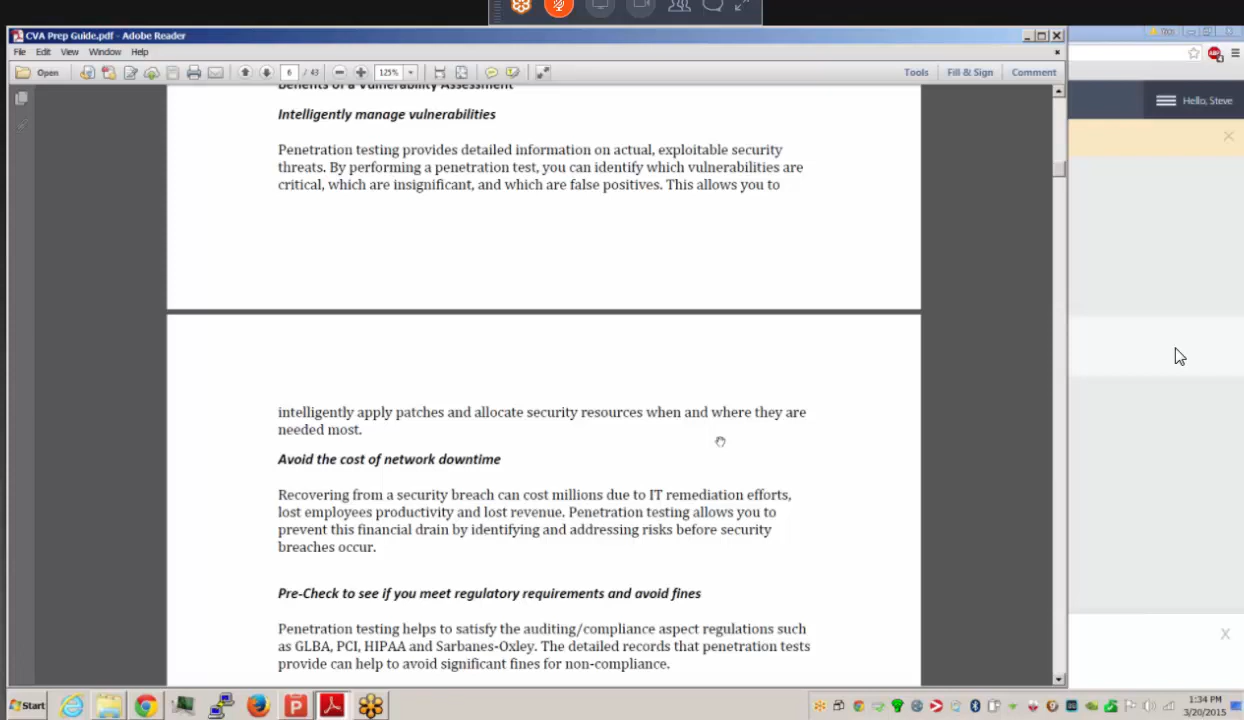 CVA Prep Guide.pdf - Adobe Reader
File Edit View Window Help
Open 6 / 43 125% Tools Fill & Sign Comment
Hello, Steve
Benefits of a Vulnerability Assessment
Intelligently manage vulnerabilities
Penetration testing provides detailed information on actual, exploitable security
threats. By performing a penetration test, you can identify which vulnerabilities are
critical, which are insignificant, and which are false positives. This allows you to
intelligently apply patches and allocate security resources when and where they are
needed most.
Avoid the cost of network downtime
Recovering from a security breach can cost millions due to IT remediation efforts,
lost employees productivity and lost revenue. Penetration testing allows you to
prevent this financial drain by identifying and addressing risks before security
breaches occur.
Pre-Check to see if you meet regulatory requirements and avoid fines
Penetration testing helps to satisfy the auditing/compliance aspect regulations such
as GLBA, PCI, HIPAA and Sarbanes-Oxley. The detailed records that penetration tests
provide can help to avoid significant fines for non-compliance.
Start
1:34 PM
3/20/2015